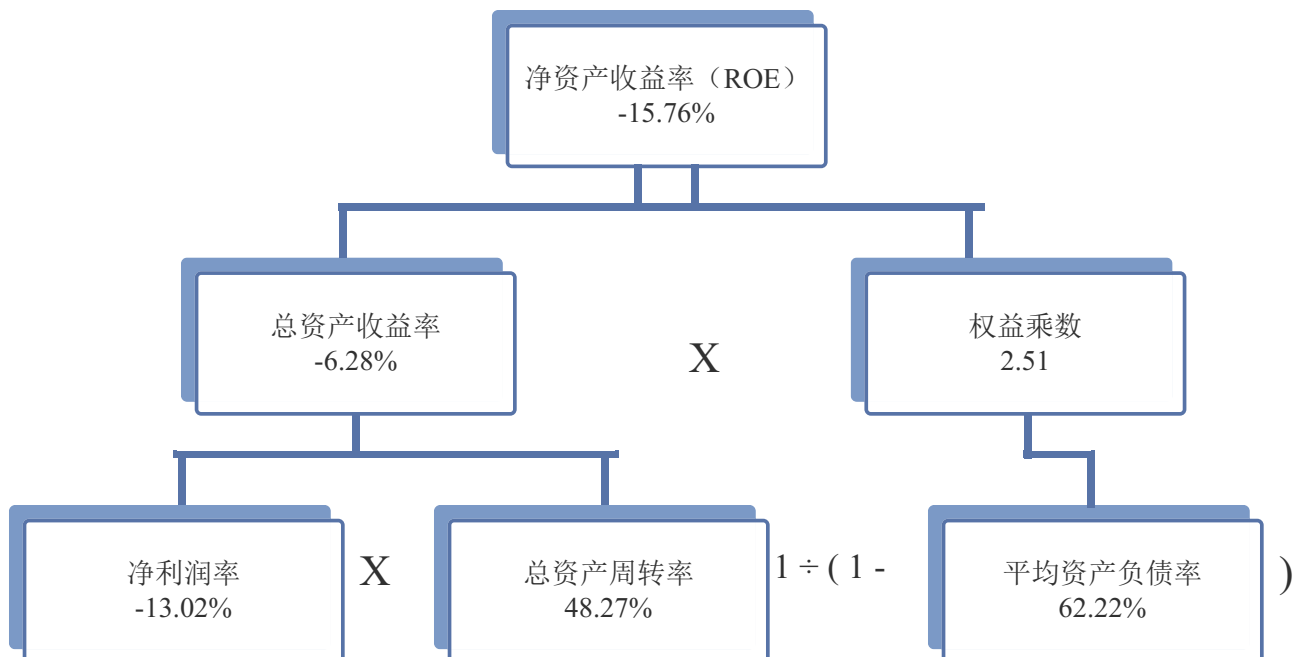 净资产收益率（ROE）
-15.76%
总资产收益率
-6.28%
X
权益乘数
2.51
净利润率
-13.02%
X
总资产周转率
48.27%
1 ÷ ( 1 -
平均资产负债率
62.22%
)